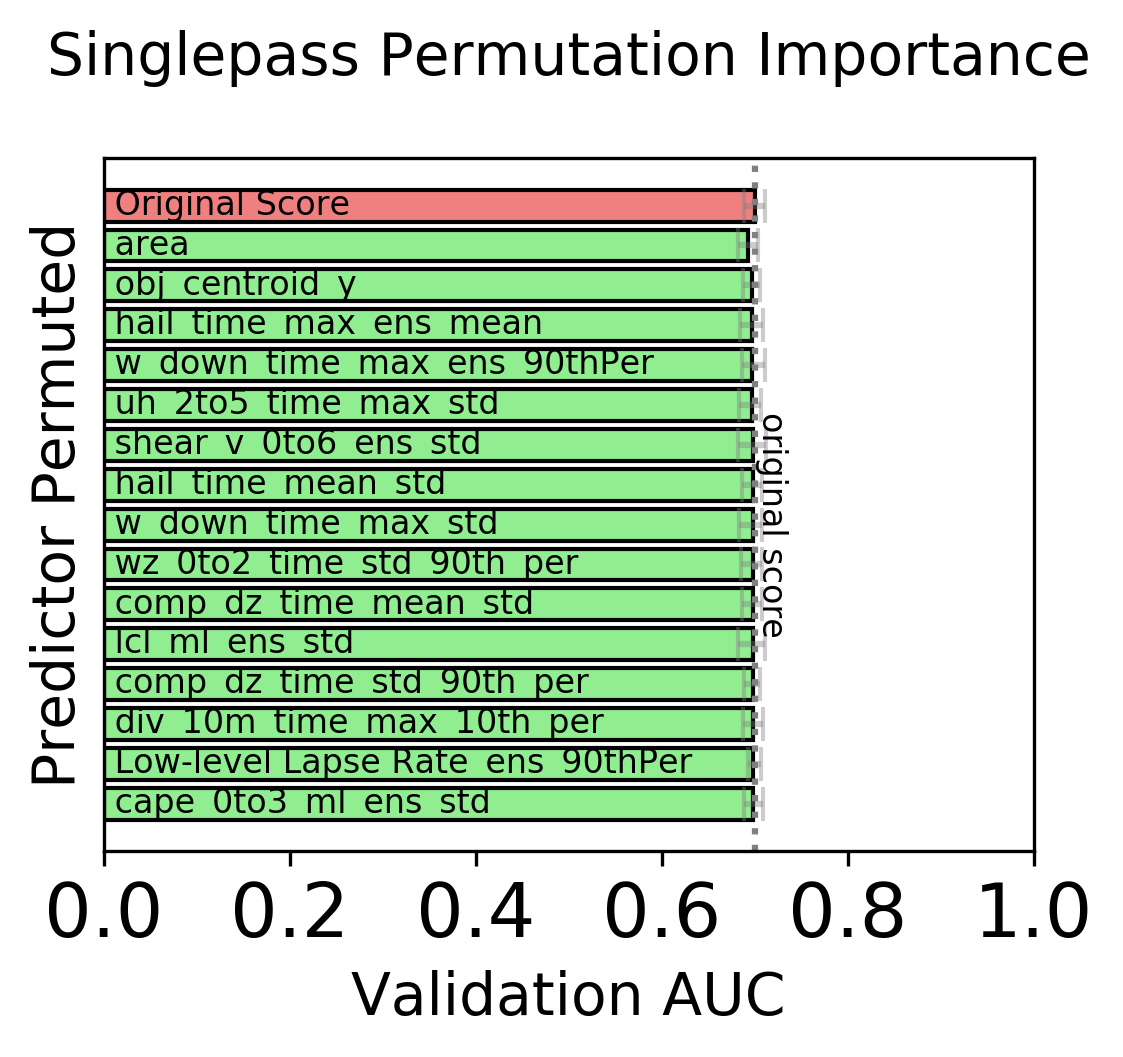 Singlepass Permutation Importance
Predictor Permuted
Original Score
area
obj_centroid_y
hail_time_max_ens_mean
w_down_time_max_ens_90thPer
uh_2to5_time_max_std
shear_v_0to6_ens_std
hail_time_mean_std
w_down_time_max_std
wz_0to2_time_std_90th_per
comp_dz_time_mean_std
lcl_ml_ens_std
comp_dz_time_std_90th_per
div_10m_time_max_10th_per
Low-level Lapse Rate_ens_90thPer
cape_0to3_ml_ens_std
original score
0.0 0.2 0.4 0.6 0.8 1.0
Validation AUC